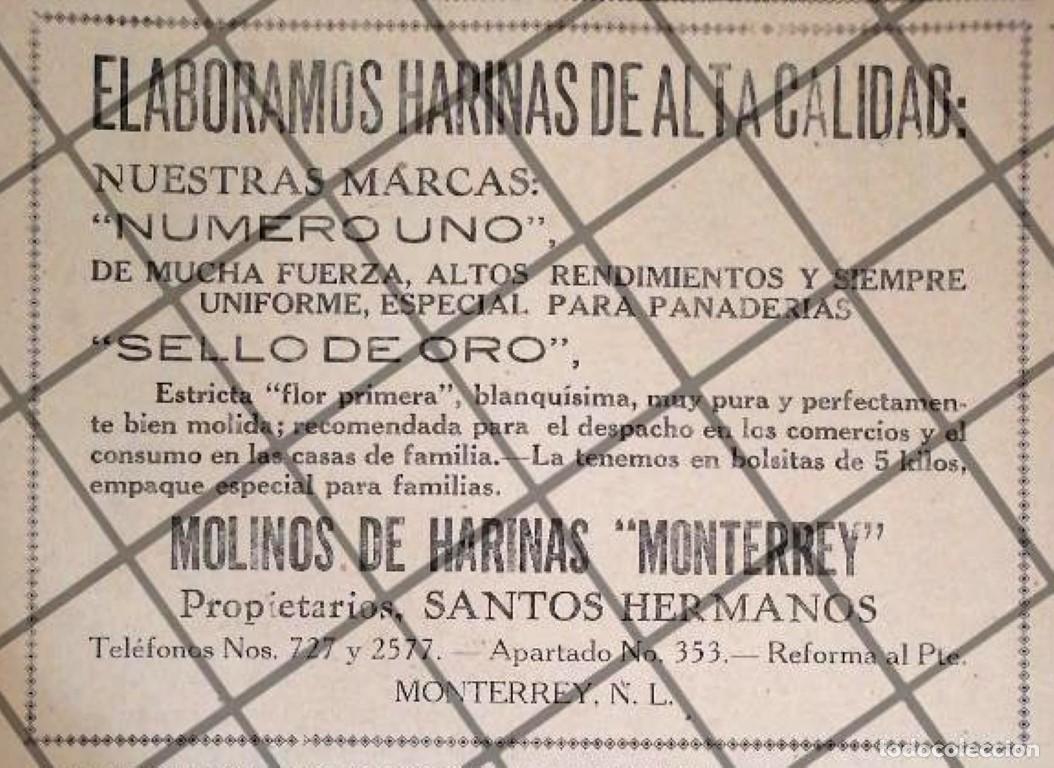 ELABORAMOS HARINAS DE ALTA CALIDAD:
NUESTRAS MARCAS:
“NUMERO UNO”,
DE MUCHA FUERZA, ALTOS RENDIMIENTOS Y SIEMPRE
UNIFORME, ESPECIAL PARA PANADERIAS
“SELLO DE ORO”,
Estricta “flor primera”, blanquísima, muy pura y perfectamen-
te bien molida; recomendada para el despacho en los comercios y el
consumo en las casas de familia.—La tenemos en bolsitas de 5 kilos,
empaque especial para familias.
MOLINOS DE HARINAS “MONTERREY”
Propietarios, SANTOS HERMANOS
Teléfonos Nos. 727 y 2577. — Apartado No. 353.— Reforma al Pte.
MONTERREY, N. L.
todocoleccion